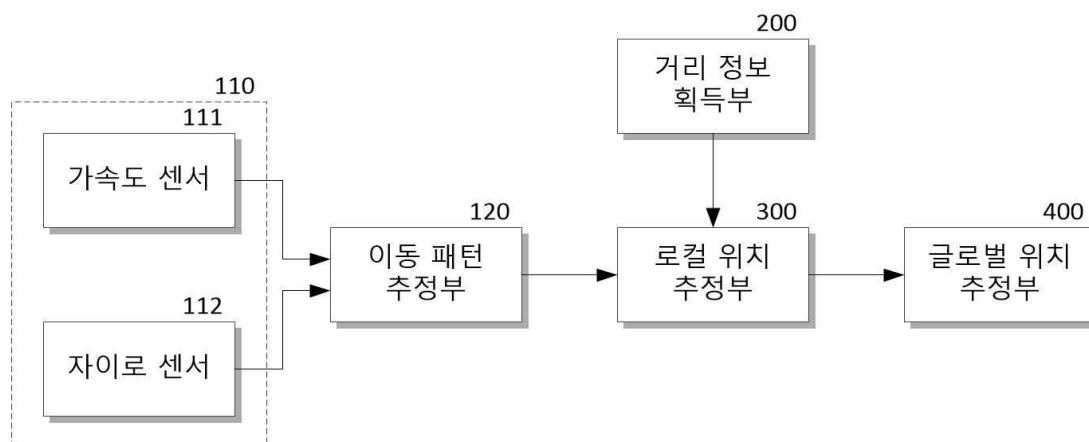 200
거리 정보
획득부
110
111
가속도 센서
120
이동 패턴
추정부
300
로컬 위치
추정부
400
글로벌 위치
추정부
112
자이로 센서